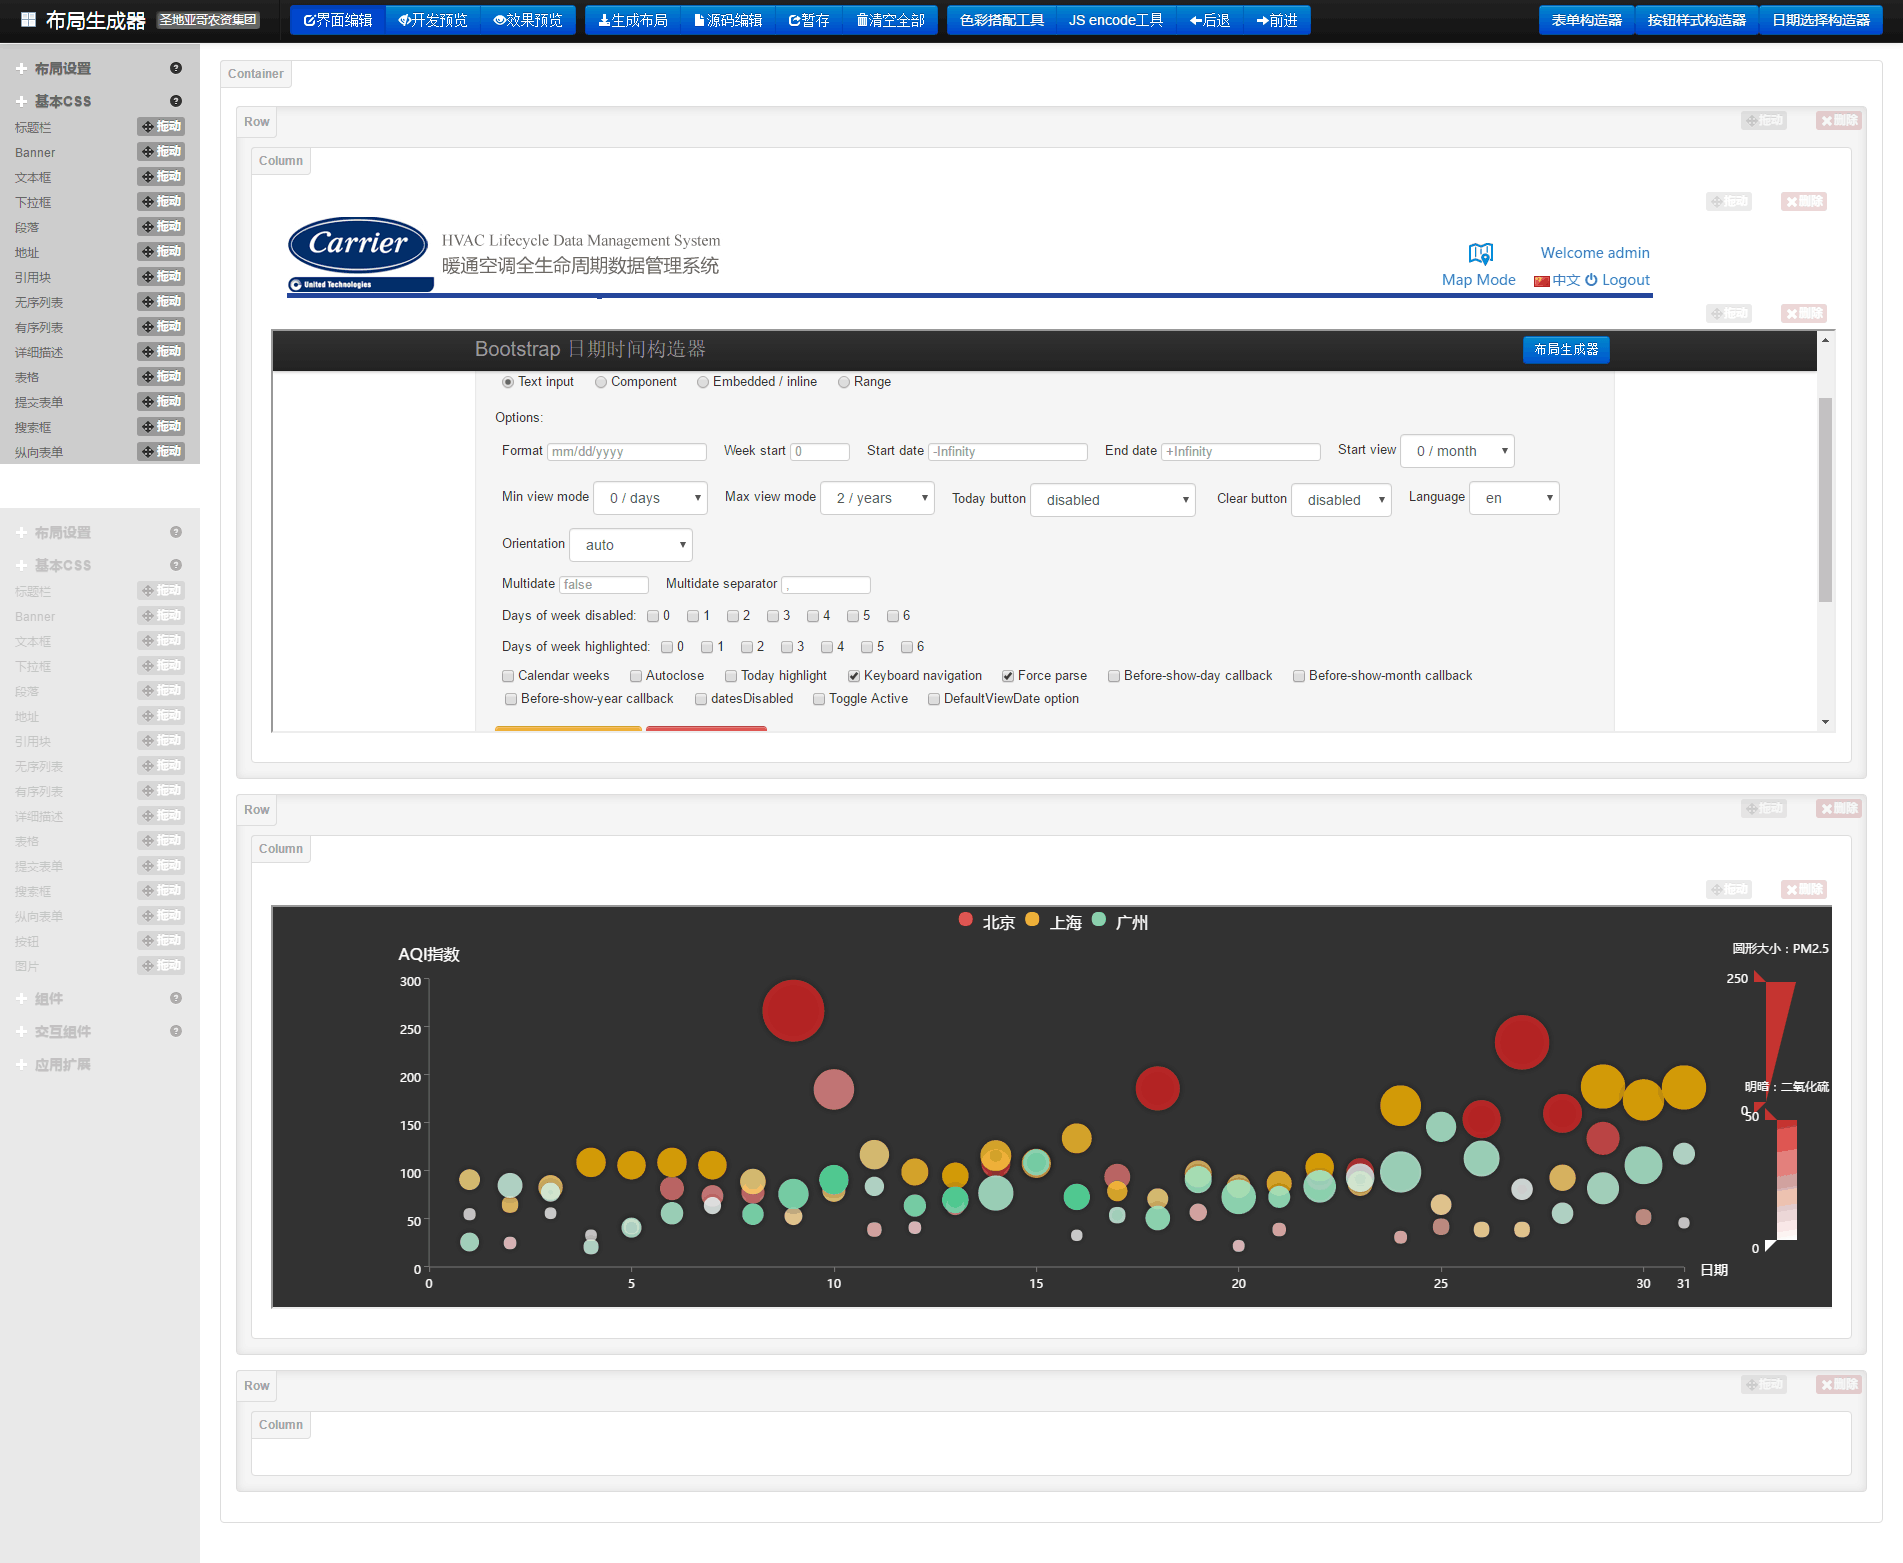 布局生成器 圣地亚哥农资集团 界面编辑 开发预览 效果预览 生成布局 源码编辑 暂存 清空全部 色彩搭配工具 JS encode工具 后退 前进 表单构造器 按钮样式构造器 日期选择构造器
布局设置
基本CSS
标题栏 拖动
Banner 拖动
文本框 拖动
下拉框 拖动
段落 拖动
地址 拖动
引用块 拖动
无序列表 拖动
有序列表 拖动
详细描述 拖动
表格 拖动
提交表单 拖动
搜索框 拖动
纵向表单 拖动
布局设置
基本CSS
标题栏 拖动
Banner 拖动
文本框 拖动
下拉框 拖动
段落 拖动
地址 拖动
引用块 拖动
无序列表 拖动
有序列表 拖动
详细描述 拖动
表格 拖动
提交表单 拖动
搜索框 拖动
纵向表单 拖动
按钮 拖动
图片 拖动
组件
交互组件
应用扩展
Container
Row 拖动 删除
Column
拖动 删除
Carrier
United Technologies
HVAC Lifecycle Data Management System
暖通空调全生命周期数据管理系统
Map Mode
Welcome admin
中文 Logout
拖动 删除
Bootstrap 日期时间构造器 布局生成器
Text input Component Embedded / inline Range
Options:
Format mm/dd/yyyy Week start 0 Start date -Infinity End date +Infinity Start view 0 / month
Min view mode 0 / days Max view mode 2 / years Today button disabled Clear button disabled Language en
Orientation auto
Multidate false Multidate separator ,
Days of week disabled: 0 1 2 3 4 5 6
Days of week highlighted: 0 1 2 3 4 5 6
Calendar weeks Autoclose Today highlight Keyboard navigation Force parse Before-show-day callback Before-show-month callback
Before-show-year callback datesDisabled Toggle Active DefaultViewDate option
Row 拖动 删除
Column
拖动 删除
北京 上海 广州
AQI指数
300
250
200
150
100
50
0
0 5 10 15 20 25 30 31
日期
圆形大小：PM2.5
250
0
明暗：二氧化硫
50
0
Row 拖动 删除
Column